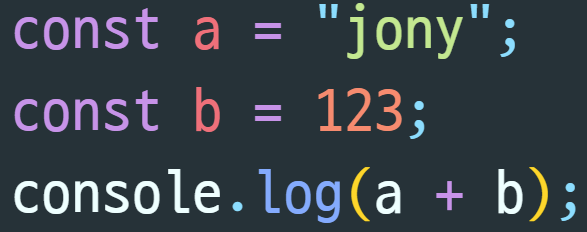 const a = "jony";
const b = 123;
console.log(a + b);